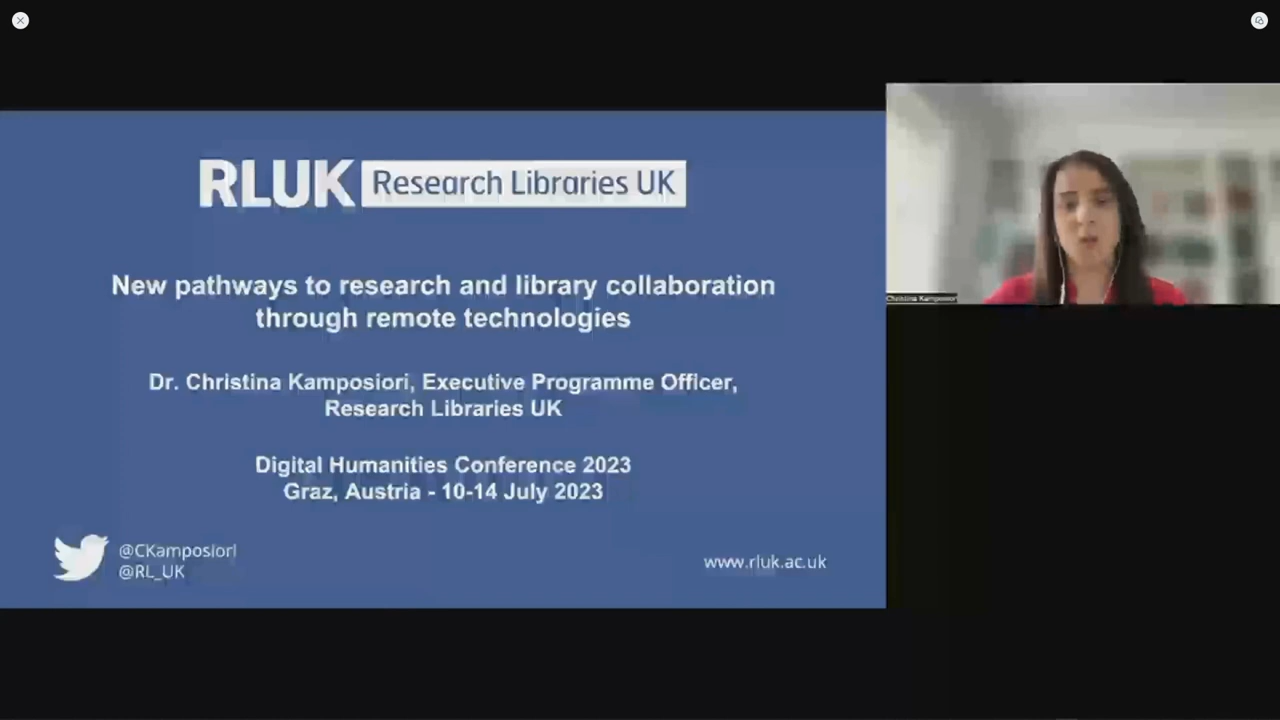 RLUK Research Libraries UK
New pathways to research and library collaboration
through remote technologies
Dr. Christina Kamposiori, Executive Programme Officer,
Research Libraries UK
Digital Humanities Conference 2023
Graz, Austria - 10-14 July 2023
@CKamposiori
@RL_UK
www.rluk.ac.uk
Christina Kamposiori